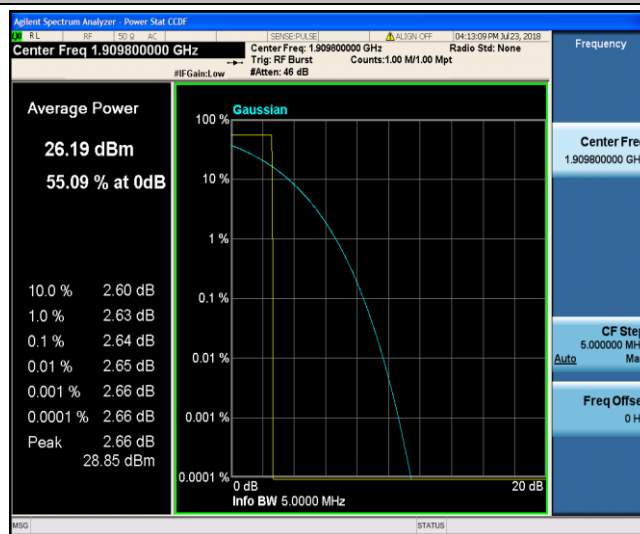 Agilent Spectrum Analyzer - Power Stat CCDF
RL RF 50 Ω AC SENSE:PULSE ALIGN OFF 04:13:09 PM Jul 23, 2018
Center Freq 1.909800000 GHz
Center Freq: 1.909800000 GHz Radio Std: None
Trig: RF Burst Counts:1.00 M/1.00 Mpt
#IFGain:Low #Atten: 46 dB
Frequency
Average Power
26.19 dBm
55.09 % at 0dB
10.0 % 2.60 dB
1.0 % 2.63 dB
0.1 % 2.64 dB
0.01 % 2.65 dB
0.001 % 2.66 dB
0.0001 % 2.66 dB
Peak 2.66 dB
28.85 dBm
Gaussian
100 %
10 %
1 %
0.1 %
0.01 %
0.001 %
0.0001 %
0 dB 20 dB
Info BW 5.0000 MHz
Center Fre
1.909800000 GH
CF Step
5.000000 MH
Auto Ma
Freq Offse
0 H
MSG STATUS